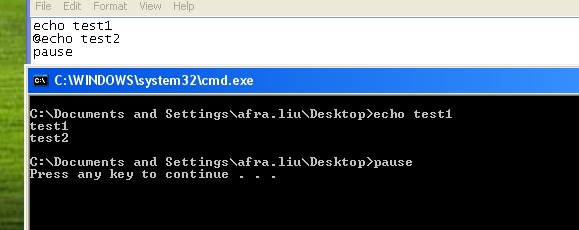 File Edit Format View Help
echo test1
@echo test2
pause
C:\WINDOWS\system32\cmd.exe
C:\Documents and Settings\afra.liu\Desktop>echo test1
test1
test2
C:\Documents and Settings\afra.liu\Desktop>pause
Press any key to continue . . .